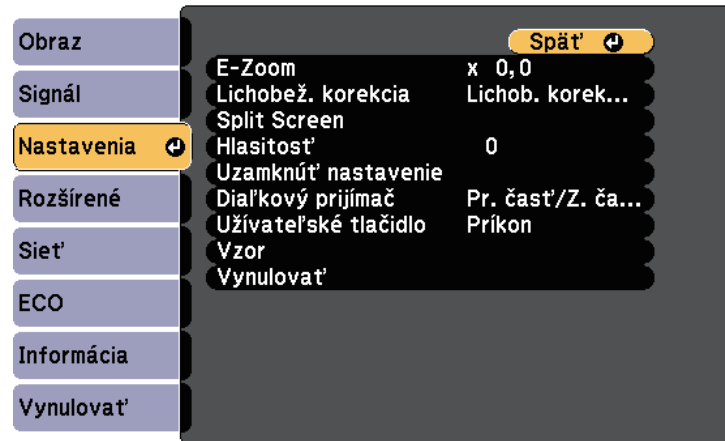 Obraz
Signál
Nastavenia
Rozšírené
Sieť
ECO
Informácia
Vynulovať
Späť
E-Zoom x 0,0
Lichobež. korekcia Lichob. korek...
Split Screen
Hlasitosť 0
Uzamknúť nastavenie
Diaľkový prijímač Pr. časť/Z. ča...
Užívateľské tlačidlo Príkon
Vzor
Vynulovať